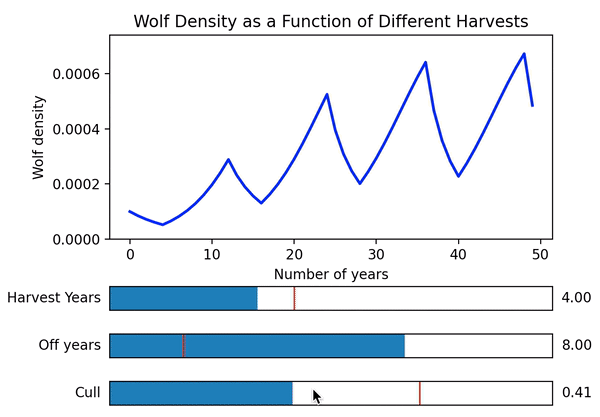 Wolf Density as a Function of Different Harvests
Wolf density
0.0006
0.0004
0.0002
0.0000
0 10 20 30 40 50
Number of years
Harvest Years 4.00
Off years 8.00
Cull 0.41